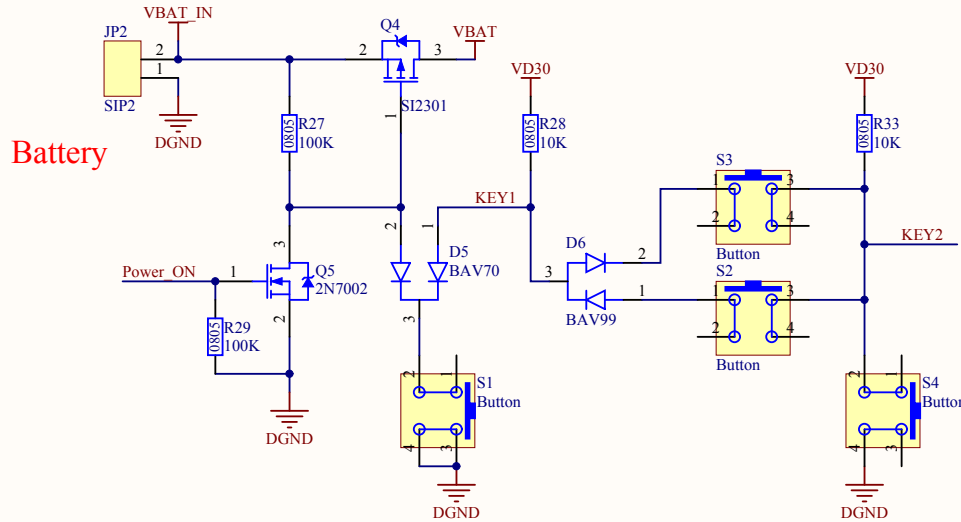 VBAT_IN
JP2
2
1
SIP2
DGND
Battery
Q4
2
3
VBAT
SI2301
1
0805
R27
100K
VD30
0805
R28
10K
VD30
0805
R33
10K
KEY1
2
1
D5
BAV70
3
Power_ON
1
3
Q5
2N7002
2
0805
R29
100K
DGND
D6
3
2
1
BAV99
S3
1
3
2
4
Button
S2
1
3
2
4
Button
KEY2
2
1
S1
Button
4
3
DGND
2
1
S4
Button
4
3
DGND